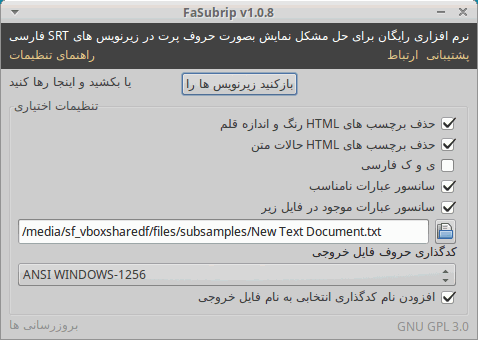 FaSubrip v1.0.8
نرم افزاری رایگان برای حل مشکل نمایش بصورت حروف پرت در زیرنویس های SRT فارسی
پشتیبانی ارتباط راهنمای تنظیمات
بازکنید زیرنویس ها را یا بکشید و اینجا رها کنید
تنظیمات اختیاری
حذف برچسب های HTML رنگ و اندازه قلم
حذف برچسب های HTML حالات متن
ی و ک فارسی
سانسور عبارات نامناسب
سانسور عبارات موجود در فایل زیر
/media/sf_vboxsharedf/files/subsamples/New Text Document.txt
کدگذاری حروف فایل خروجی
ANSI WINDOWS-1256
افزودن نام کدگذاری انتخابی به نام فایل خروجی
بروزرسانی ها GNU GPL 3.0